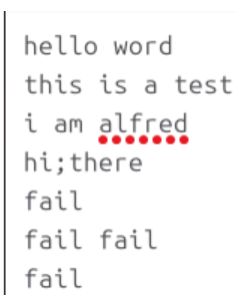 hello word
this is a test
i am alfred
hi;there
fail
fail fail
fail